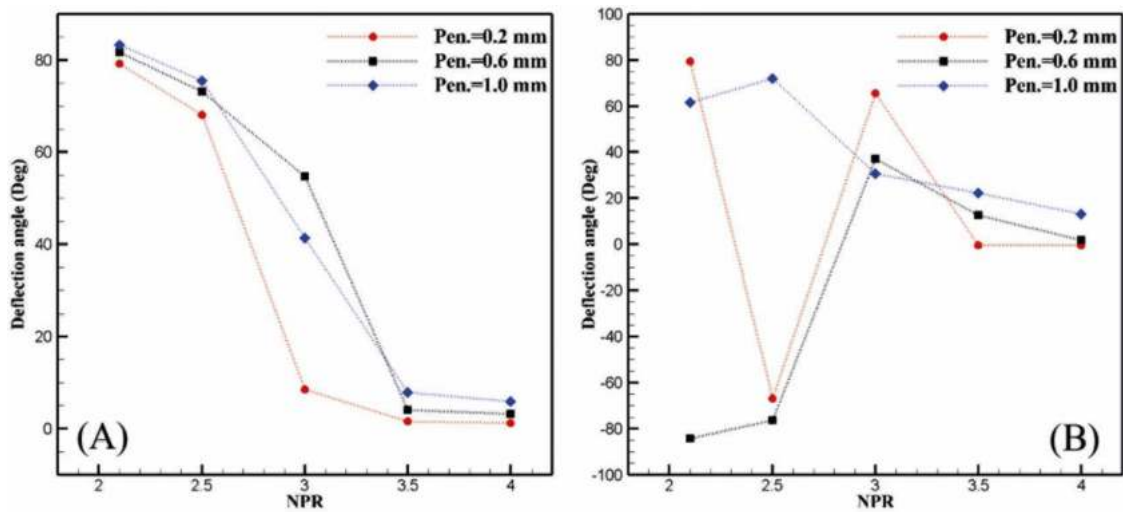 Pen.=0.2 mm
Pen.=0.6 mm
Pen.=1.0 mm
80
60
40
20
0
Deflection angle (Deg)
(A)
2
2.5
3
3.5
4
NPR
100
80
60
40
20
0
-20
-40
-60
-80
-100
Deflection angle (Deg)
Pen.=0.2 mm
Pen.=0.6 mm
Pen.=1.0 mm
(B)
2
2.5
3
3.5
4
NPR